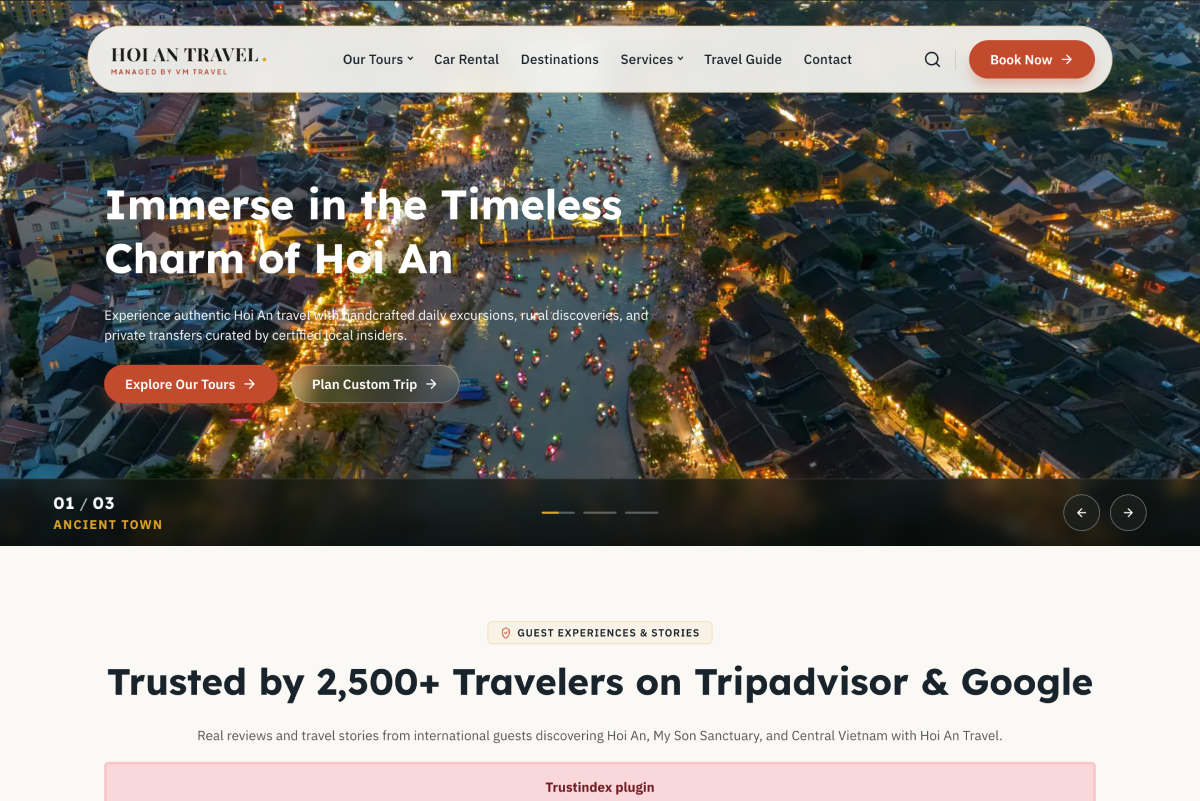 HOI AN TRAVEL.
MANAGED BY VM TRAVEL
Our Tours
Car Rental
Destinations
Services
Travel Guide
Contact
Book Now
Immerse in the Timeless
Charm of Hoi An
Experience authentic Hoi An travel with handcrafted daily excursions, rural discoveries, and
private transfers curated by certified local insiders.
Explore Our Tours
Plan Custom Trip
01 / 03
ANCIENT TOWN
GUEST EXPERIENCES & STORIES
Trusted by 2,500+ Travelers on Tripadvisor & Google
Real reviews and travel stories from international guests discovering Hoi An, My Son Sanctuary, and Central Vietnam with Hoi An Travel.
Trustindex plugin